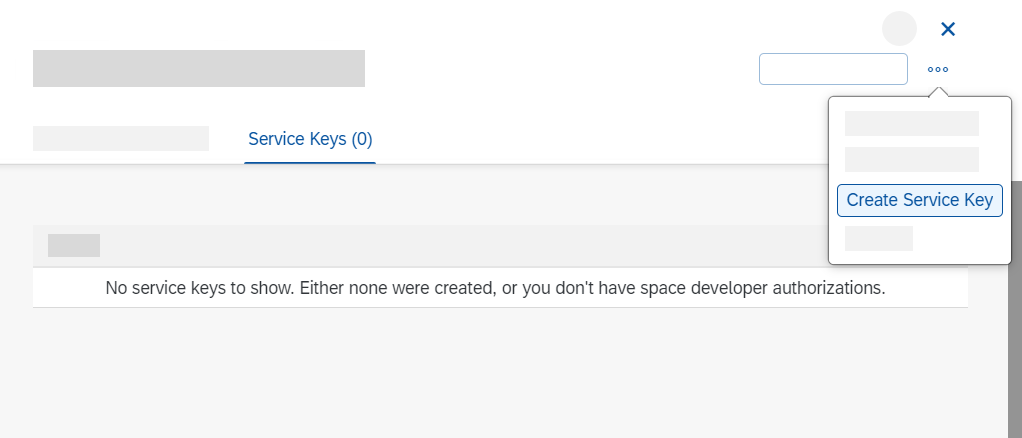 Service Keys (0)
Create Service Key
No service keys to show. Either none were created, or you don't have space developer authorizations.